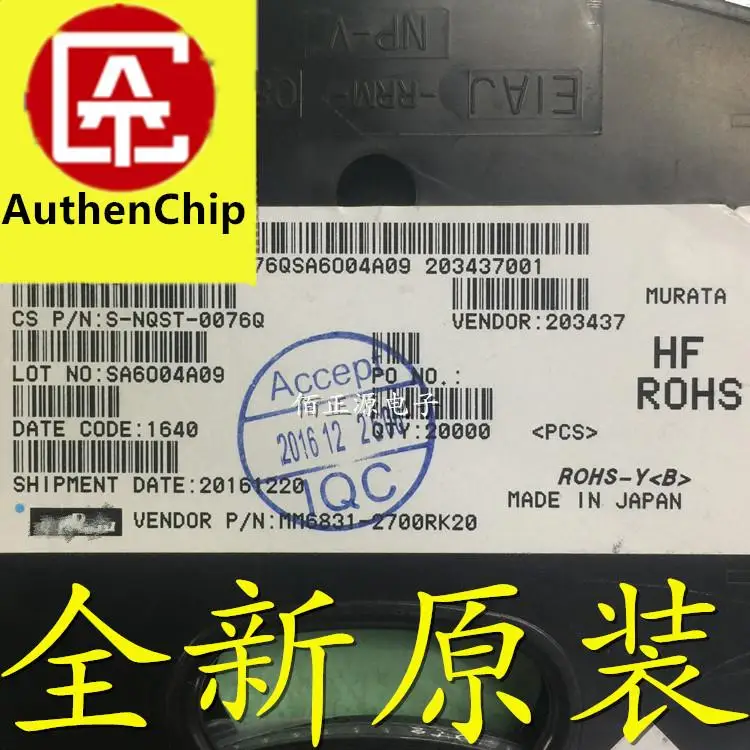 NP-V
EIAJ-RRM-
AuthenChip
76QSA6004A09 203437001
CS P/N:S-NQST-0076Q
VENDOR:203437
MURATA
LOT NO:SA6004A09
PO NO.:
HF
ROHS
DATE CODE:1640
QTY:20000 <PCS>
SHIPMENT DATE:20161220
ROHS-Y<B>
MADE IN JAPAN
VENDOR P/N:MM6831-2700RK20
Accept
佰正源电子
2016 12
IQC
全新原装